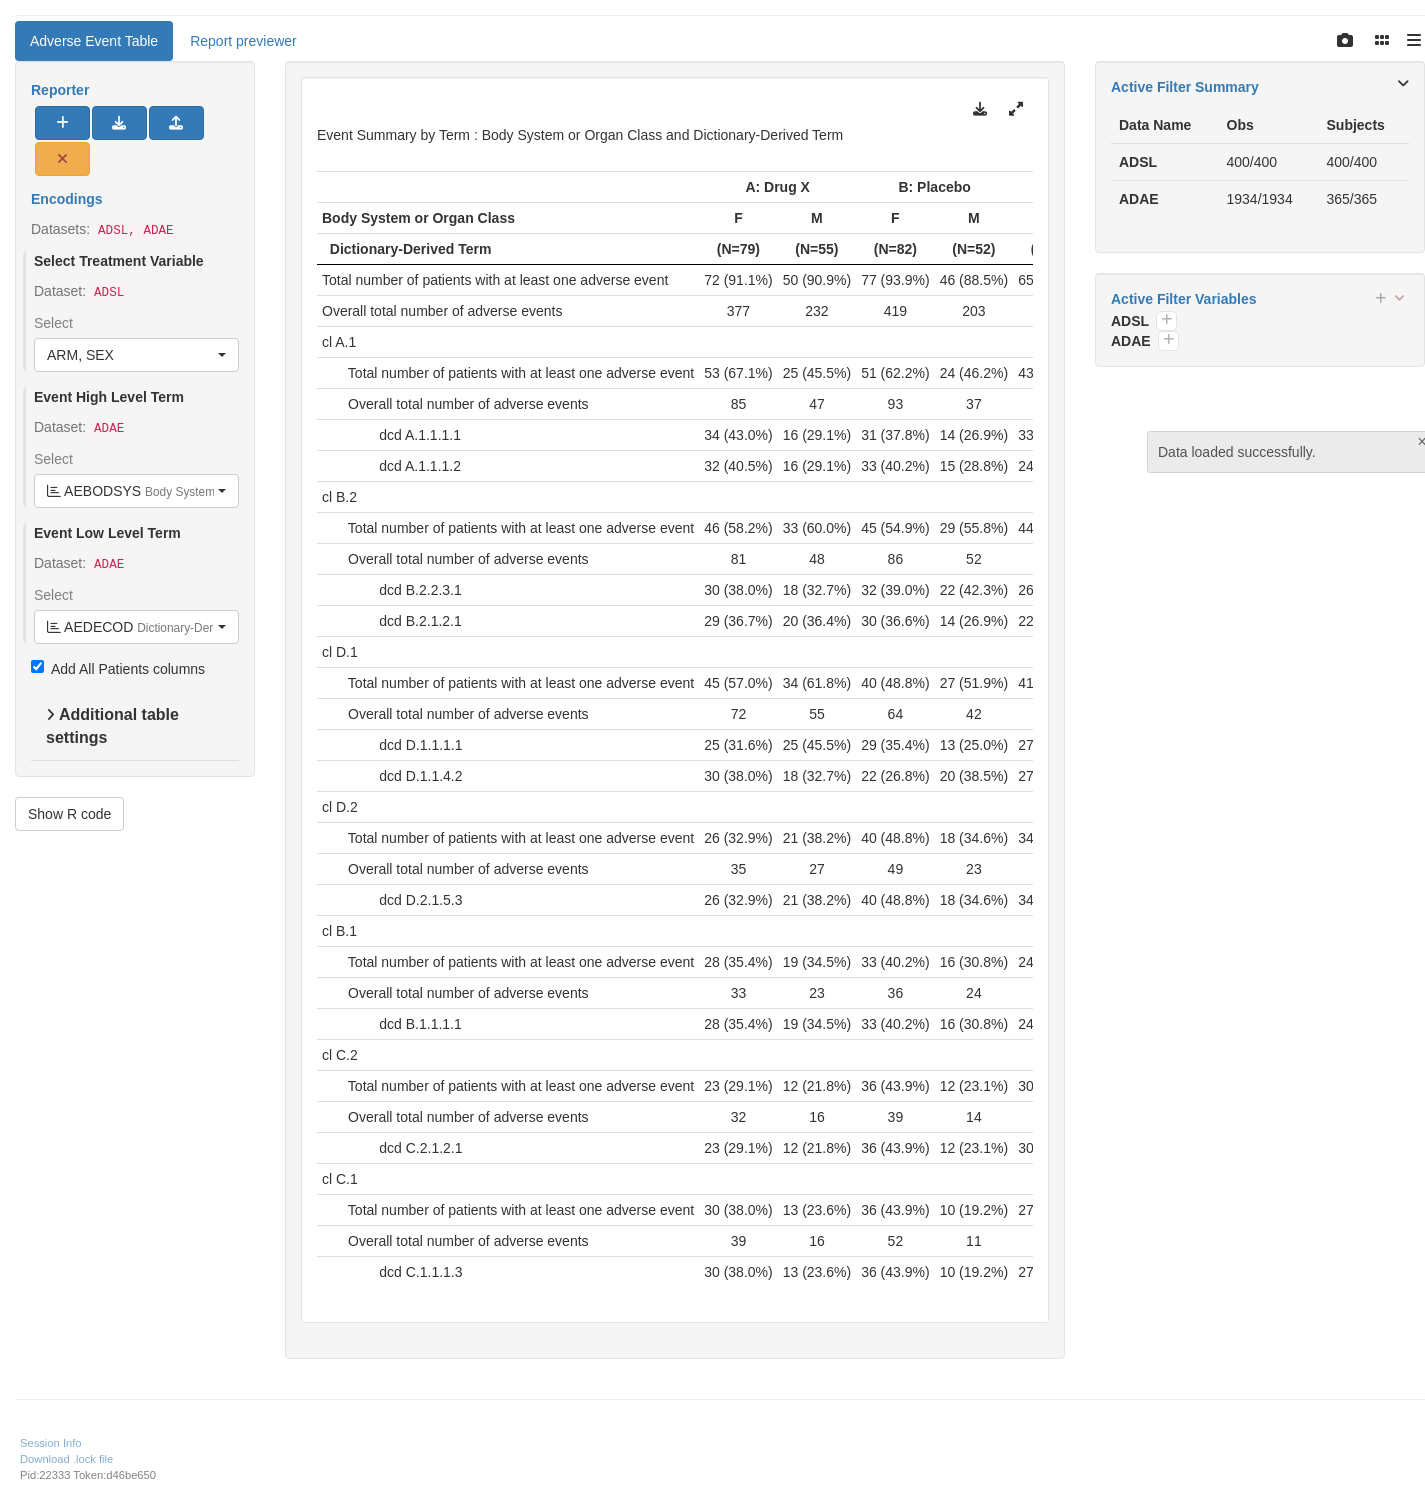 Adverse Event Table
Report previewer
Reporter
Encodings
Datasets: ADSL, ADAE
Select Treatment Variable
Dataset: ADSL
Select
ARM, SEX
Event High Level Term
Dataset: ADAE
Select
AEBODSYS Body System
Event Low Level Term
Dataset: ADAE
Select
AEDECOD Dictionary-Der
Add All Patients columns
Additional table
settings
Show R code
Event Summary by Term : Body System or Organ Class and Dictionary-Derived Term
A: Drug X B: Placebo
Body System or Organ Class F M F M
Dictionary-Derived Term (N=79) (N=55) (N=82) (N=52) (
Total number of patients with at least one adverse event 72 (91.1%) 50 (90.9%) 77 (93.9%) 46 (88.5%) 65
Overall total number of adverse events 377 232 419 203
cl A.1
Total number of patients with at least one adverse event 53 (67.1%) 25 (45.5%) 51 (62.2%) 24 (46.2%) 43
Overall total number of adverse events 85 47 93 37
dcd A.1.1.1.1 34 (43.0%) 16 (29.1%) 31 (37.8%) 14 (26.9%) 33
dcd A.1.1.1.2 32 (40.5%) 16 (29.1%) 33 (40.2%) 15 (28.8%) 24
cl B.2
Total number of patients with at least one adverse event 46 (58.2%) 33 (60.0%) 45 (54.9%) 29 (55.8%) 44
Overall total number of adverse events 81 48 86 52
dcd B.2.2.3.1 30 (38.0%) 18 (32.7%) 32 (39.0%) 22 (42.3%) 26
dcd B.2.1.2.1 29 (36.7%) 20 (36.4%) 30 (36.6%) 14 (26.9%) 22
cl D.1
Total number of patients with at least one adverse event 45 (57.0%) 34 (61.8%) 40 (48.8%) 27 (51.9%) 41
Overall total number of adverse events 72 55 64 42
dcd D.1.1.1.1 25 (31.6%) 25 (45.5%) 29 (35.4%) 13 (25.0%) 27
dcd D.1.1.4.2 30 (38.0%) 18 (32.7%) 22 (26.8%) 20 (38.5%) 27
cl D.2
Total number of patients with at least one adverse event 26 (32.9%) 21 (38.2%) 40 (48.8%) 18 (34.6%) 34
Overall total number of adverse events 35 27 49 23
dcd D.2.1.5.3 26 (32.9%) 21 (38.2%) 40 (48.8%) 18 (34.6%) 34
cl B.1
Total number of patients with at least one adverse event 28 (35.4%) 19 (34.5%) 33 (40.2%) 16 (30.8%) 24
Overall total number of adverse events 33 23 36 24
dcd B.1.1.1.1 28 (35.4%) 19 (34.5%) 33 (40.2%) 16 (30.8%) 24
cl C.2
Total number of patients with at least one adverse event 23 (29.1%) 12 (21.8%) 36 (43.9%) 12 (23.1%) 30
Overall total number of adverse events 32 16 39 14
dcd C.2.1.2.1 23 (29.1%) 12 (21.8%) 36 (43.9%) 12 (23.1%) 30
cl C.1
Total number of patients with at least one adverse event 30 (38.0%) 13 (23.6%) 36 (43.9%) 10 (19.2%) 27
Overall total number of adverse events 39 16 52 11
dcd C.1.1.1.3 30 (38.0%) 13 (23.6%) 36 (43.9%) 10 (19.2%) 27
Active Filter Summary
Data Name Obs Subjects
ADSL 400/400 400/400
ADAE 1934/1934 365/365
Active Filter Variables
ADSL
ADAE
Data loaded successfully.
Session Info
Download .lock file
Pid:22333 Token:d46be650